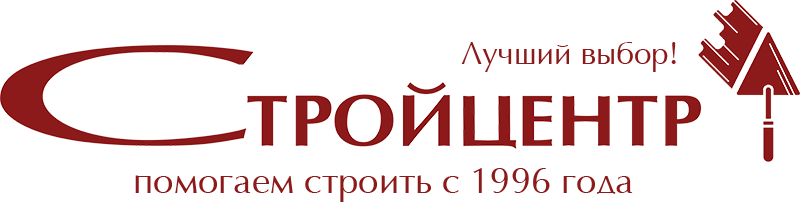 Лучший выбор!
Стройцентр
помогаем строить с 1996 года